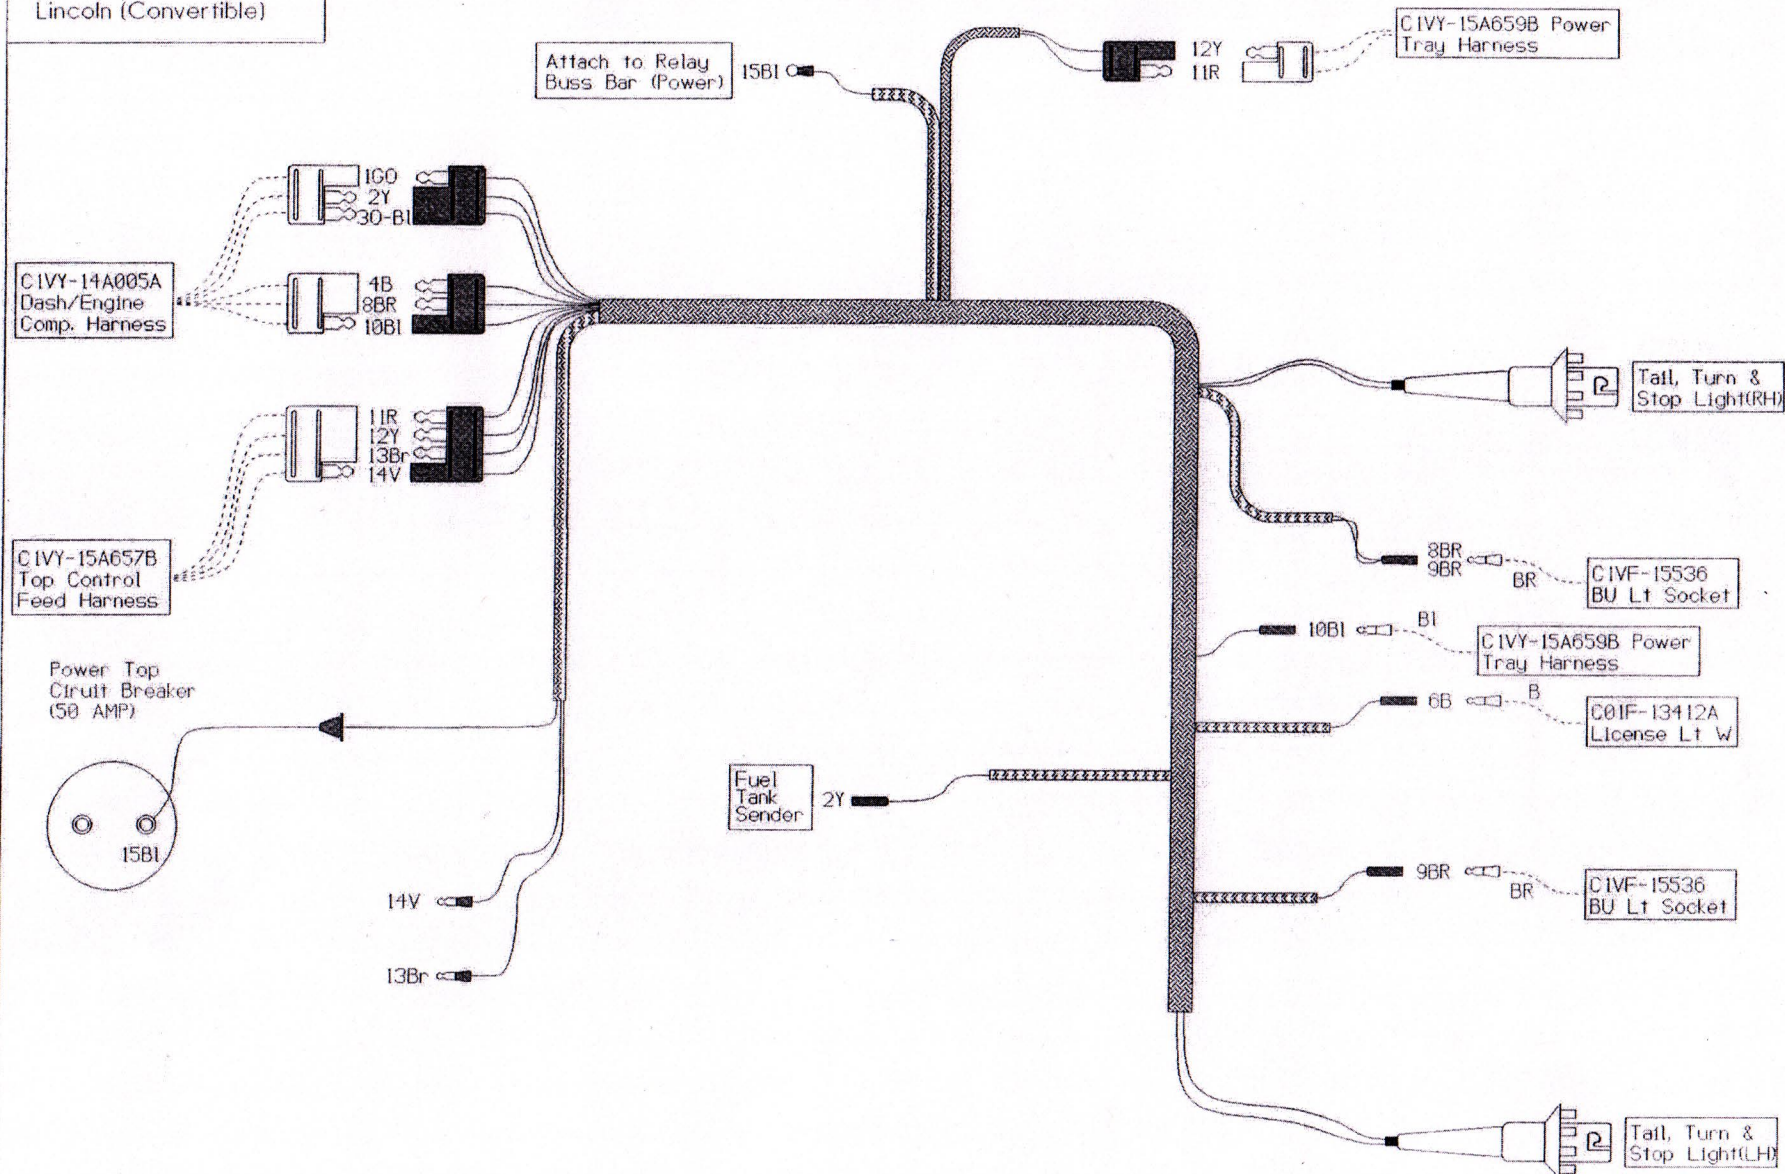 Lincoln (Convertible)
Attach to Relay
Buss Bar (Power)
15Bl
12Y
11R
C1VY-15A659B Power
Tray Harness
1GO
2Y
30-Bl
C1VY-14A005A
Dash/Engine
Comp. Harness
4B
8BR
10Bl
11R
12Y
13Br
14V
C1VY-15A657B
Top Control
Feed Harness
Power Top
Ciruit Breaker
(50 AMP)
15Bl
14V
13Br
Tail, Turn &
Stop Light(RH)
8BR
9BR
BR
C1VF-15536
BU Lt Socket
10Bl
Bl
C1VY-15A659B Power
Tray Harness
6B
B
C01F-13412A
License Lt W
Fuel
Tank
Sender
2Y
9BR
BR
C1VF-15536
BU Lt Socket
Tail, Turn &
Stop Light(LH)